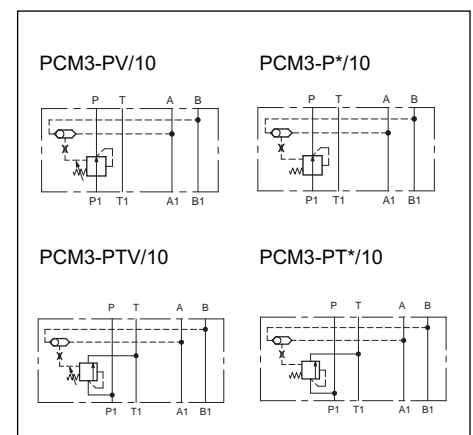 PCM3-PV/10 PCM3-P*/10
P T A B P T A B
P1 T1 A1 B1 P1 T1 A1 B1
PCM3-PTV/10 PCM3-PT*/10
P T A B P T A B
P1 T1 A1 B1 P1 T1 A1 B1